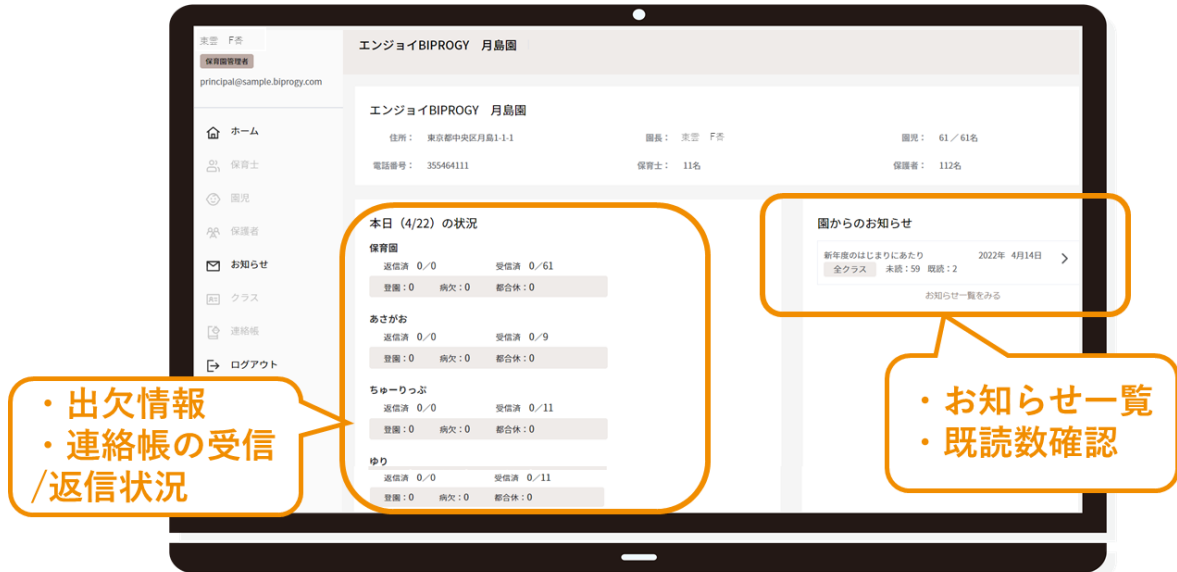 東雲 F香
保育園管理者
principal@sample.biprogy.com
ホーム
保育士
園児
保護者
お知らせ
クラス
連絡帳
ログアウト
エンジョイBIPROGY 月島園
エンジョイBIPROGY 月島園
住所： 東京都中央区月島1-1-1 園長： 東雲 F香 園児： 61／61名
電話番号： 355464111 保育士： 11名 保護者： 112名
本日（4/22）の状況
保育園
返信済 0／0 受信済 0／61
登園：0 病欠：0 都合休：0
あさがお
返信済 0／0 受信済 0／9
登園：0 病欠：0 都合休：0
ちゅーりっぷ
返信済 0／0 受信済 0／11
登園：0 病欠：0 都合休：0
ゆり
返信済 0／0 受信済 0／11
登園：0 病欠：0 都合休：0
園からのお知らせ
新年度のはじまりにあたり 2022年 4月14日
全クラス 未読：59 既読：2
お知らせ一覧をみる
・出欠情報
・連絡帳の受信
/返信状況
・お知らせ一覧
・既読数確認